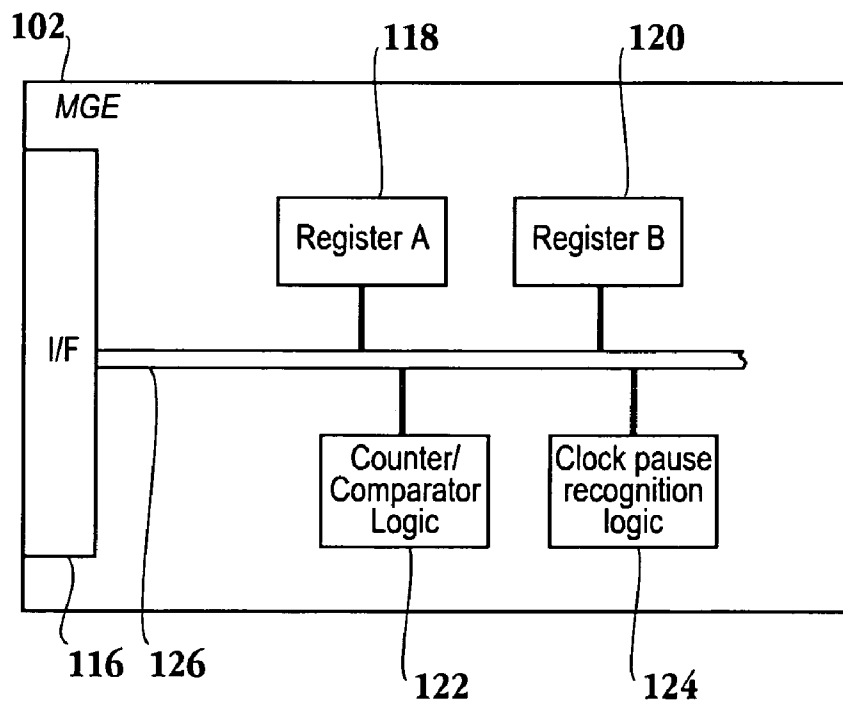 102
118
120
MGE
Register A
Register B
I/F
Counter/
Comparator
Logic
Clock pause
recognition
logic
116
126
122
124